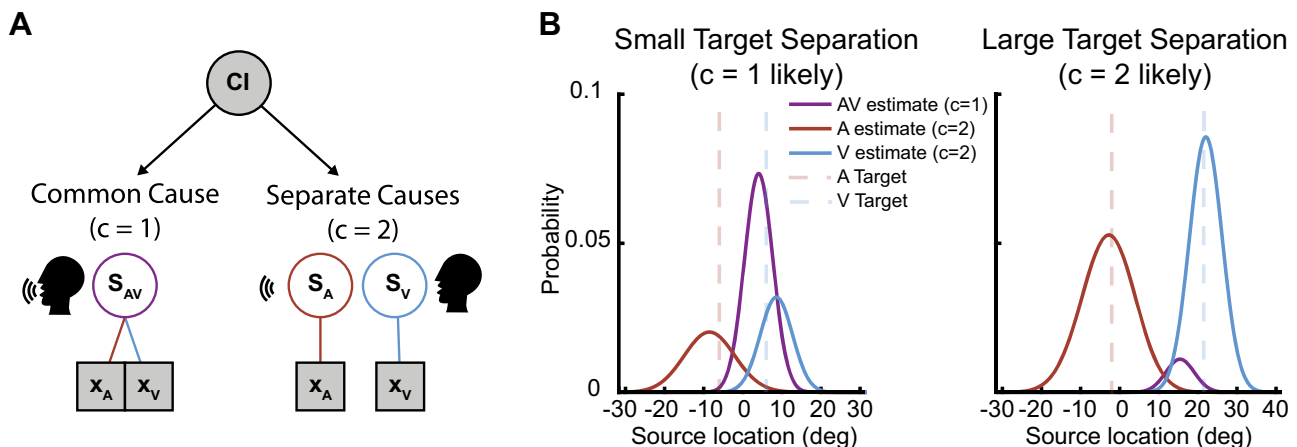 A
CI
Common Cause
(c = 1)
Separate Causes
(c = 2)
S_AV
S_A
S_V
x_A
x_V
x_A
x_V
B
Small Target Separation
(c = 1 likely)
Large Target Separation
(c = 2 likely)
AV estimate (c=1)
A estimate (c=2)
V estimate (c=2)
A Target
V Target
Probability
0.1
0.05
0
-30 -20 -10 0 10 20 30
Source location (deg)
-30 -20 -10 0 10 20 30 40
Source location (deg)